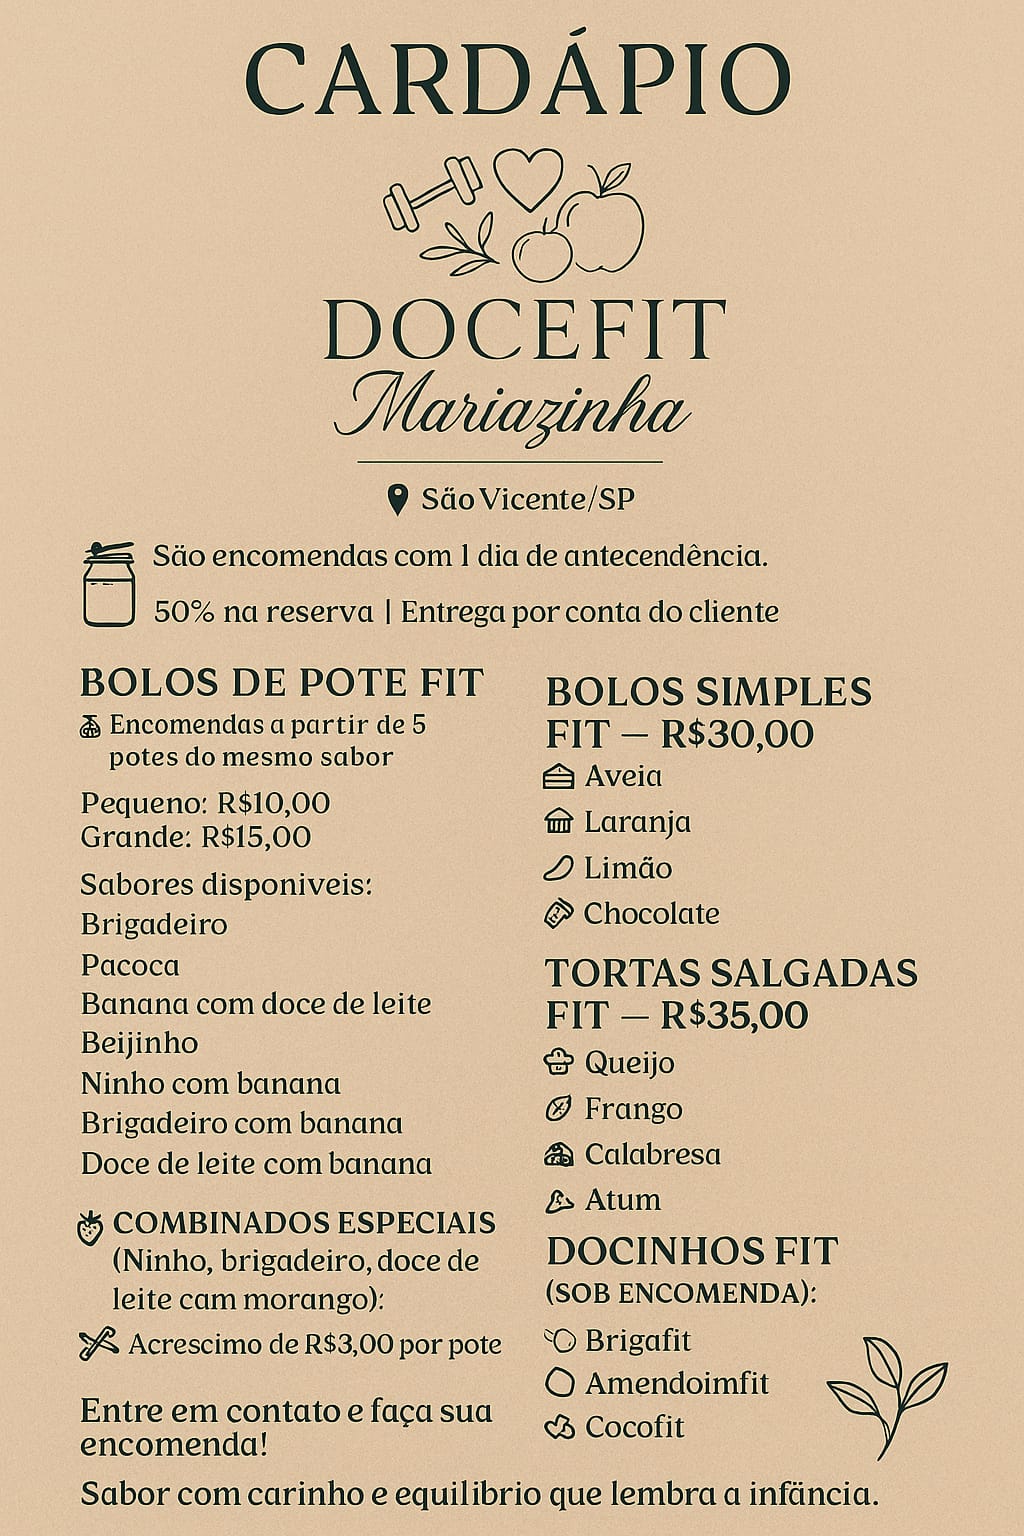 CARDÁPIO
DOCEFIT
Mariazinha
São Vicente/SP
São encomendas com 1 dia de antecendência.
50% na reserva | Entrega por conta do cliente
BOLOS DE POTE FIT
Encomendas a partir de 5
potes do mesmo sabor
Pequeno: R$10,00
Grande: R$15,00
Sabores disponiveis:
Brigadeiro
Pacoca
Banana com doce de leite
Beijinho
Ninho com banana
Brigadeiro com banana
Doce de leite com banana
COMBINADOS ESPECIAIS
(Ninho, brigadeiro, doce de
leite cam morango):
Acrescimo de R$3,00 por pote
Entre em contato e faça sua
encomenda!
BOLOS SIMPLES
FIT — R$30,00
Aveia
Laranja
Limão
Chocolate
TORTAS SALGADAS
FIT — R$35,00
Queijo
Frango
Calabresa
Atum
DOCINHOS FIT
(SOB ENCOMENDA):
Brigafit
Amendoimfit
Cocofit
Sabor com carinho e equilibrio que lembra a infância.